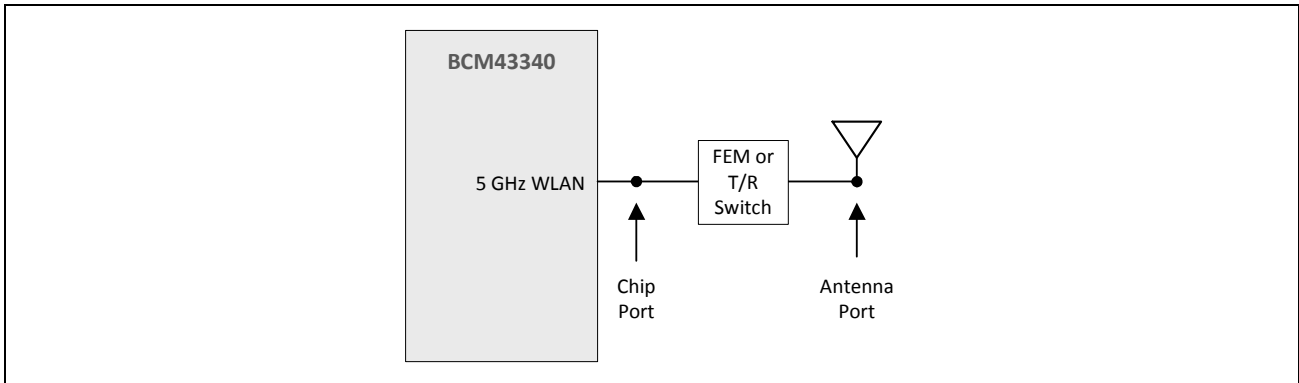 BCM43340
5 GHz WLAN
FEM or
T/R
Switch
Chip
Port
Antenna
Port